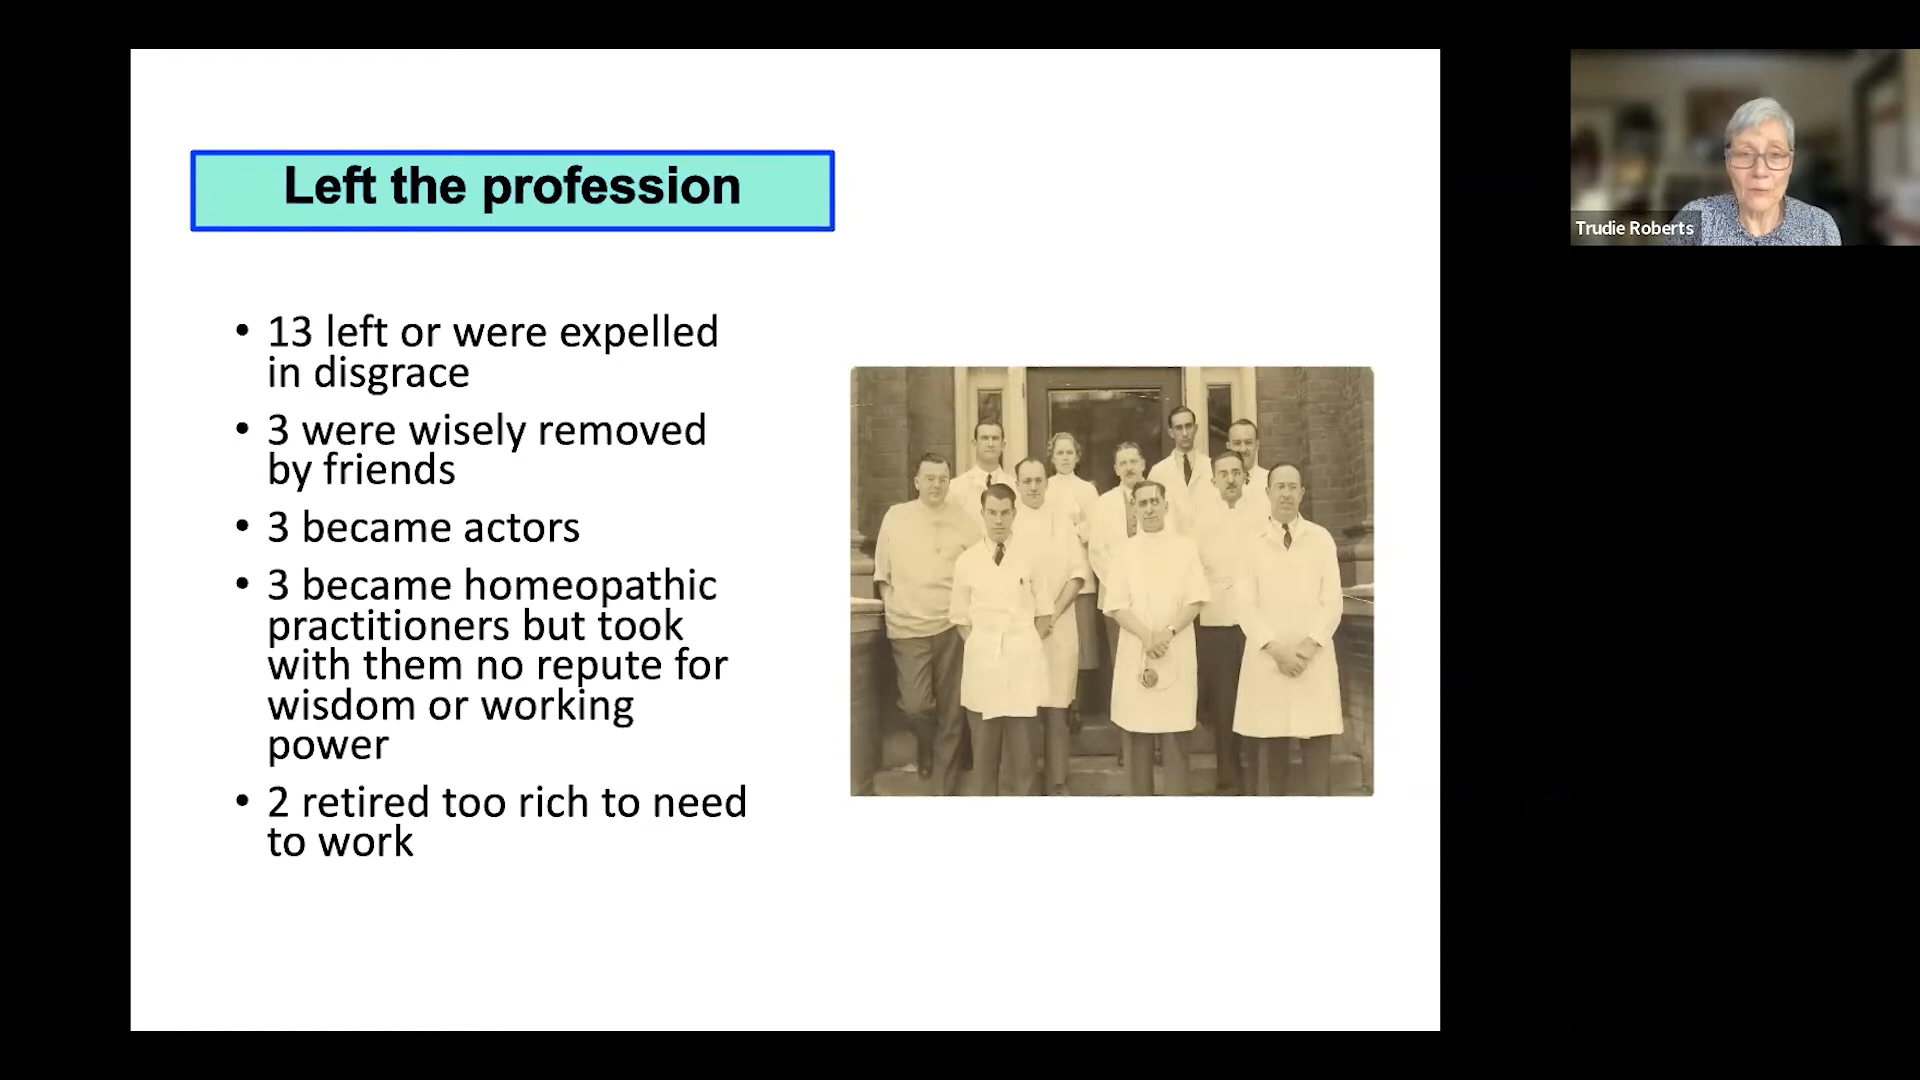 Left the profession
• 13 left or were expelled
in disgrace
• 3 were wisely removed
by friends
• 3 became actors
• 3 became homeopathic
practitioners but took
with them no repute for
wisdom or working
power
• 2 retired too rich to need
to work
Trudie Roberts